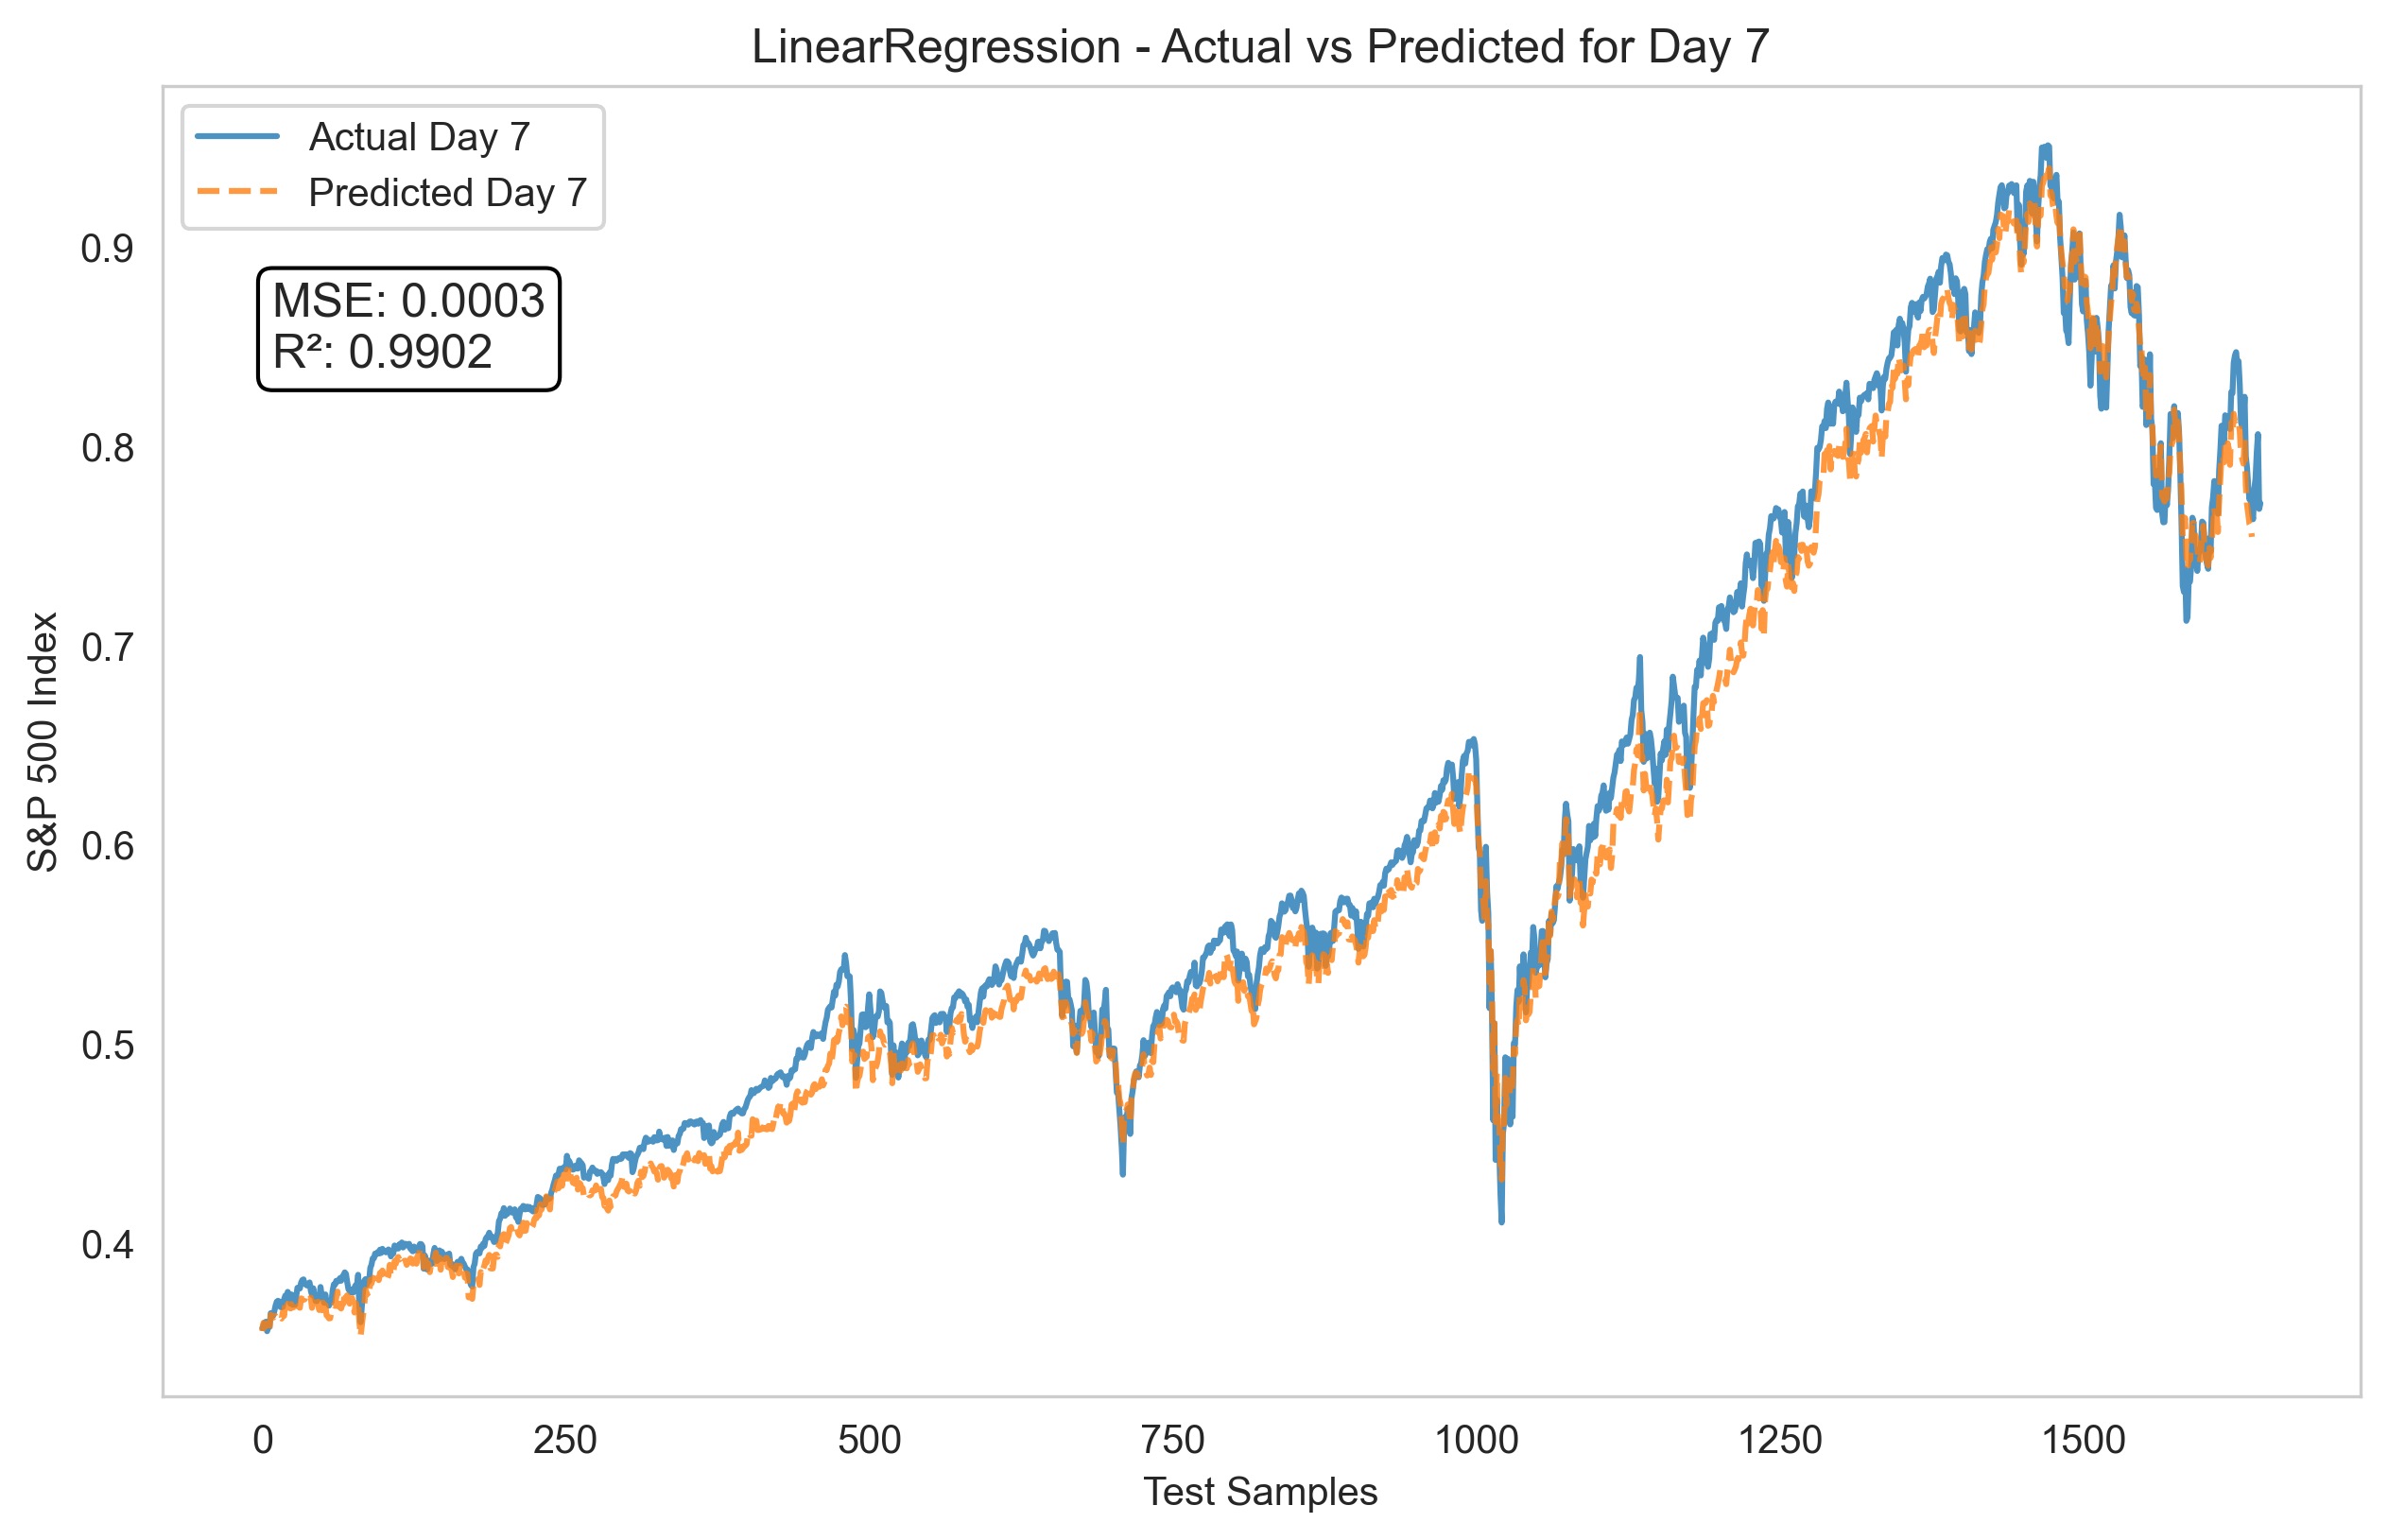 LinearRegression - Actual vs Predicted for Day 7
Actual Day 7
Predicted Day 7
MSE: 0.0003
R²: 0.9902
0.9
0.8
0.7
0.6
0.5
0.4
S&P 500 Index
0 250 500 750 1000 1250 1500
Test Samples